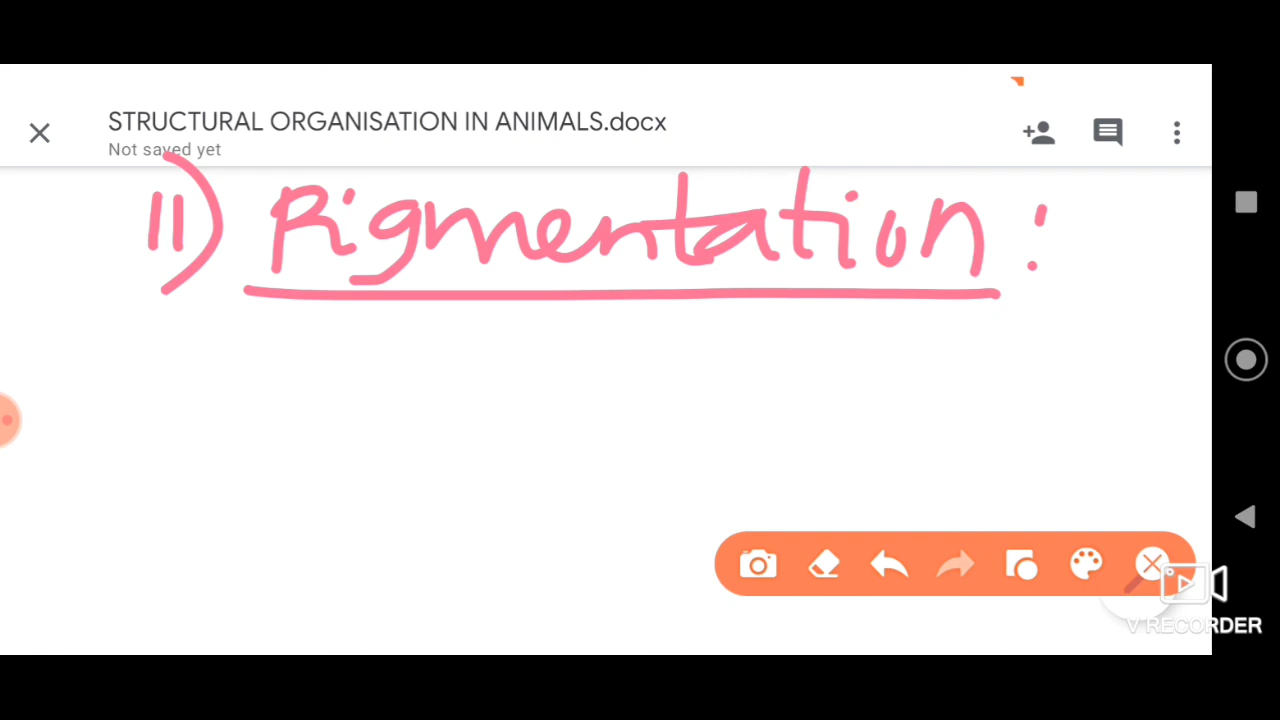 STRUCTURAL ORGANISATION IN ANIMALS.docx
Not saved yet
11) Pigmentation :
V RECORDER